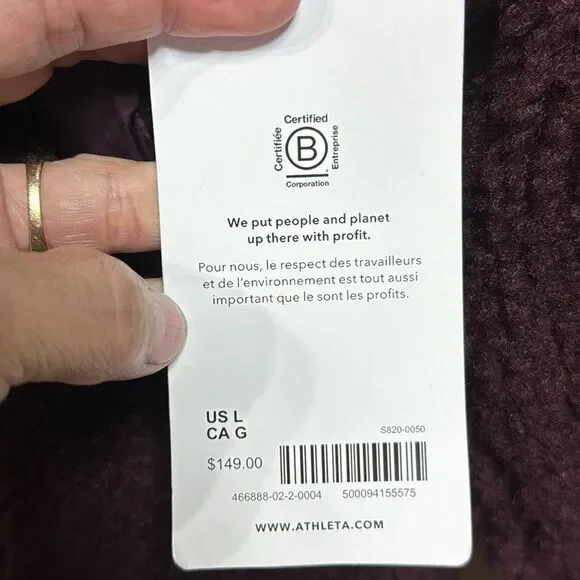 Certified
Certifiée
B
Entreprise
Corporation
We put people and planet
up there with profit.
Pour nous, le respect des travailleurs
et de l'environnement est tout aussi
important que le sont les profits.
US L
CA G
S820-0050
$149.00
466888-02-2-0004 500094155575
WWW.ATHLETA.COM